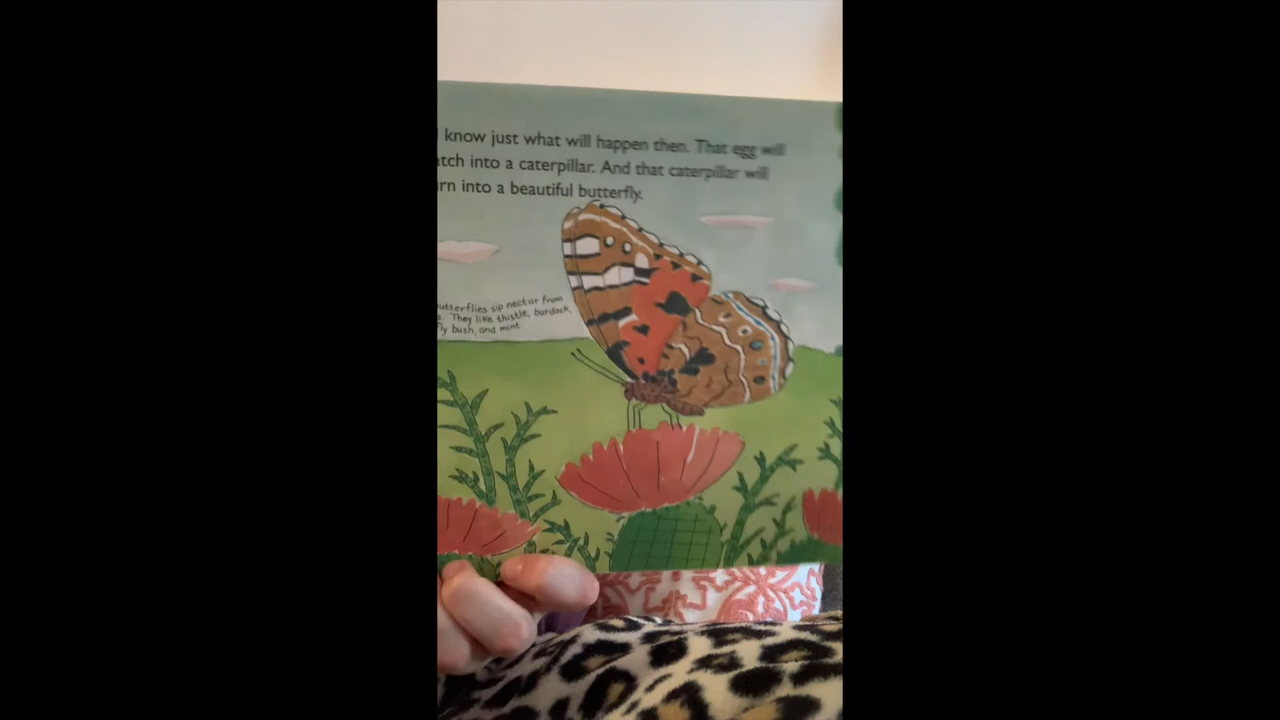 I know just what will happen then. That egg will
atch into a caterpillar. And that caterpillar will
urn into a beautiful butterfly.
utterflies sip nectar from
s. They like thistle, burdock,
ly bush, and mint.